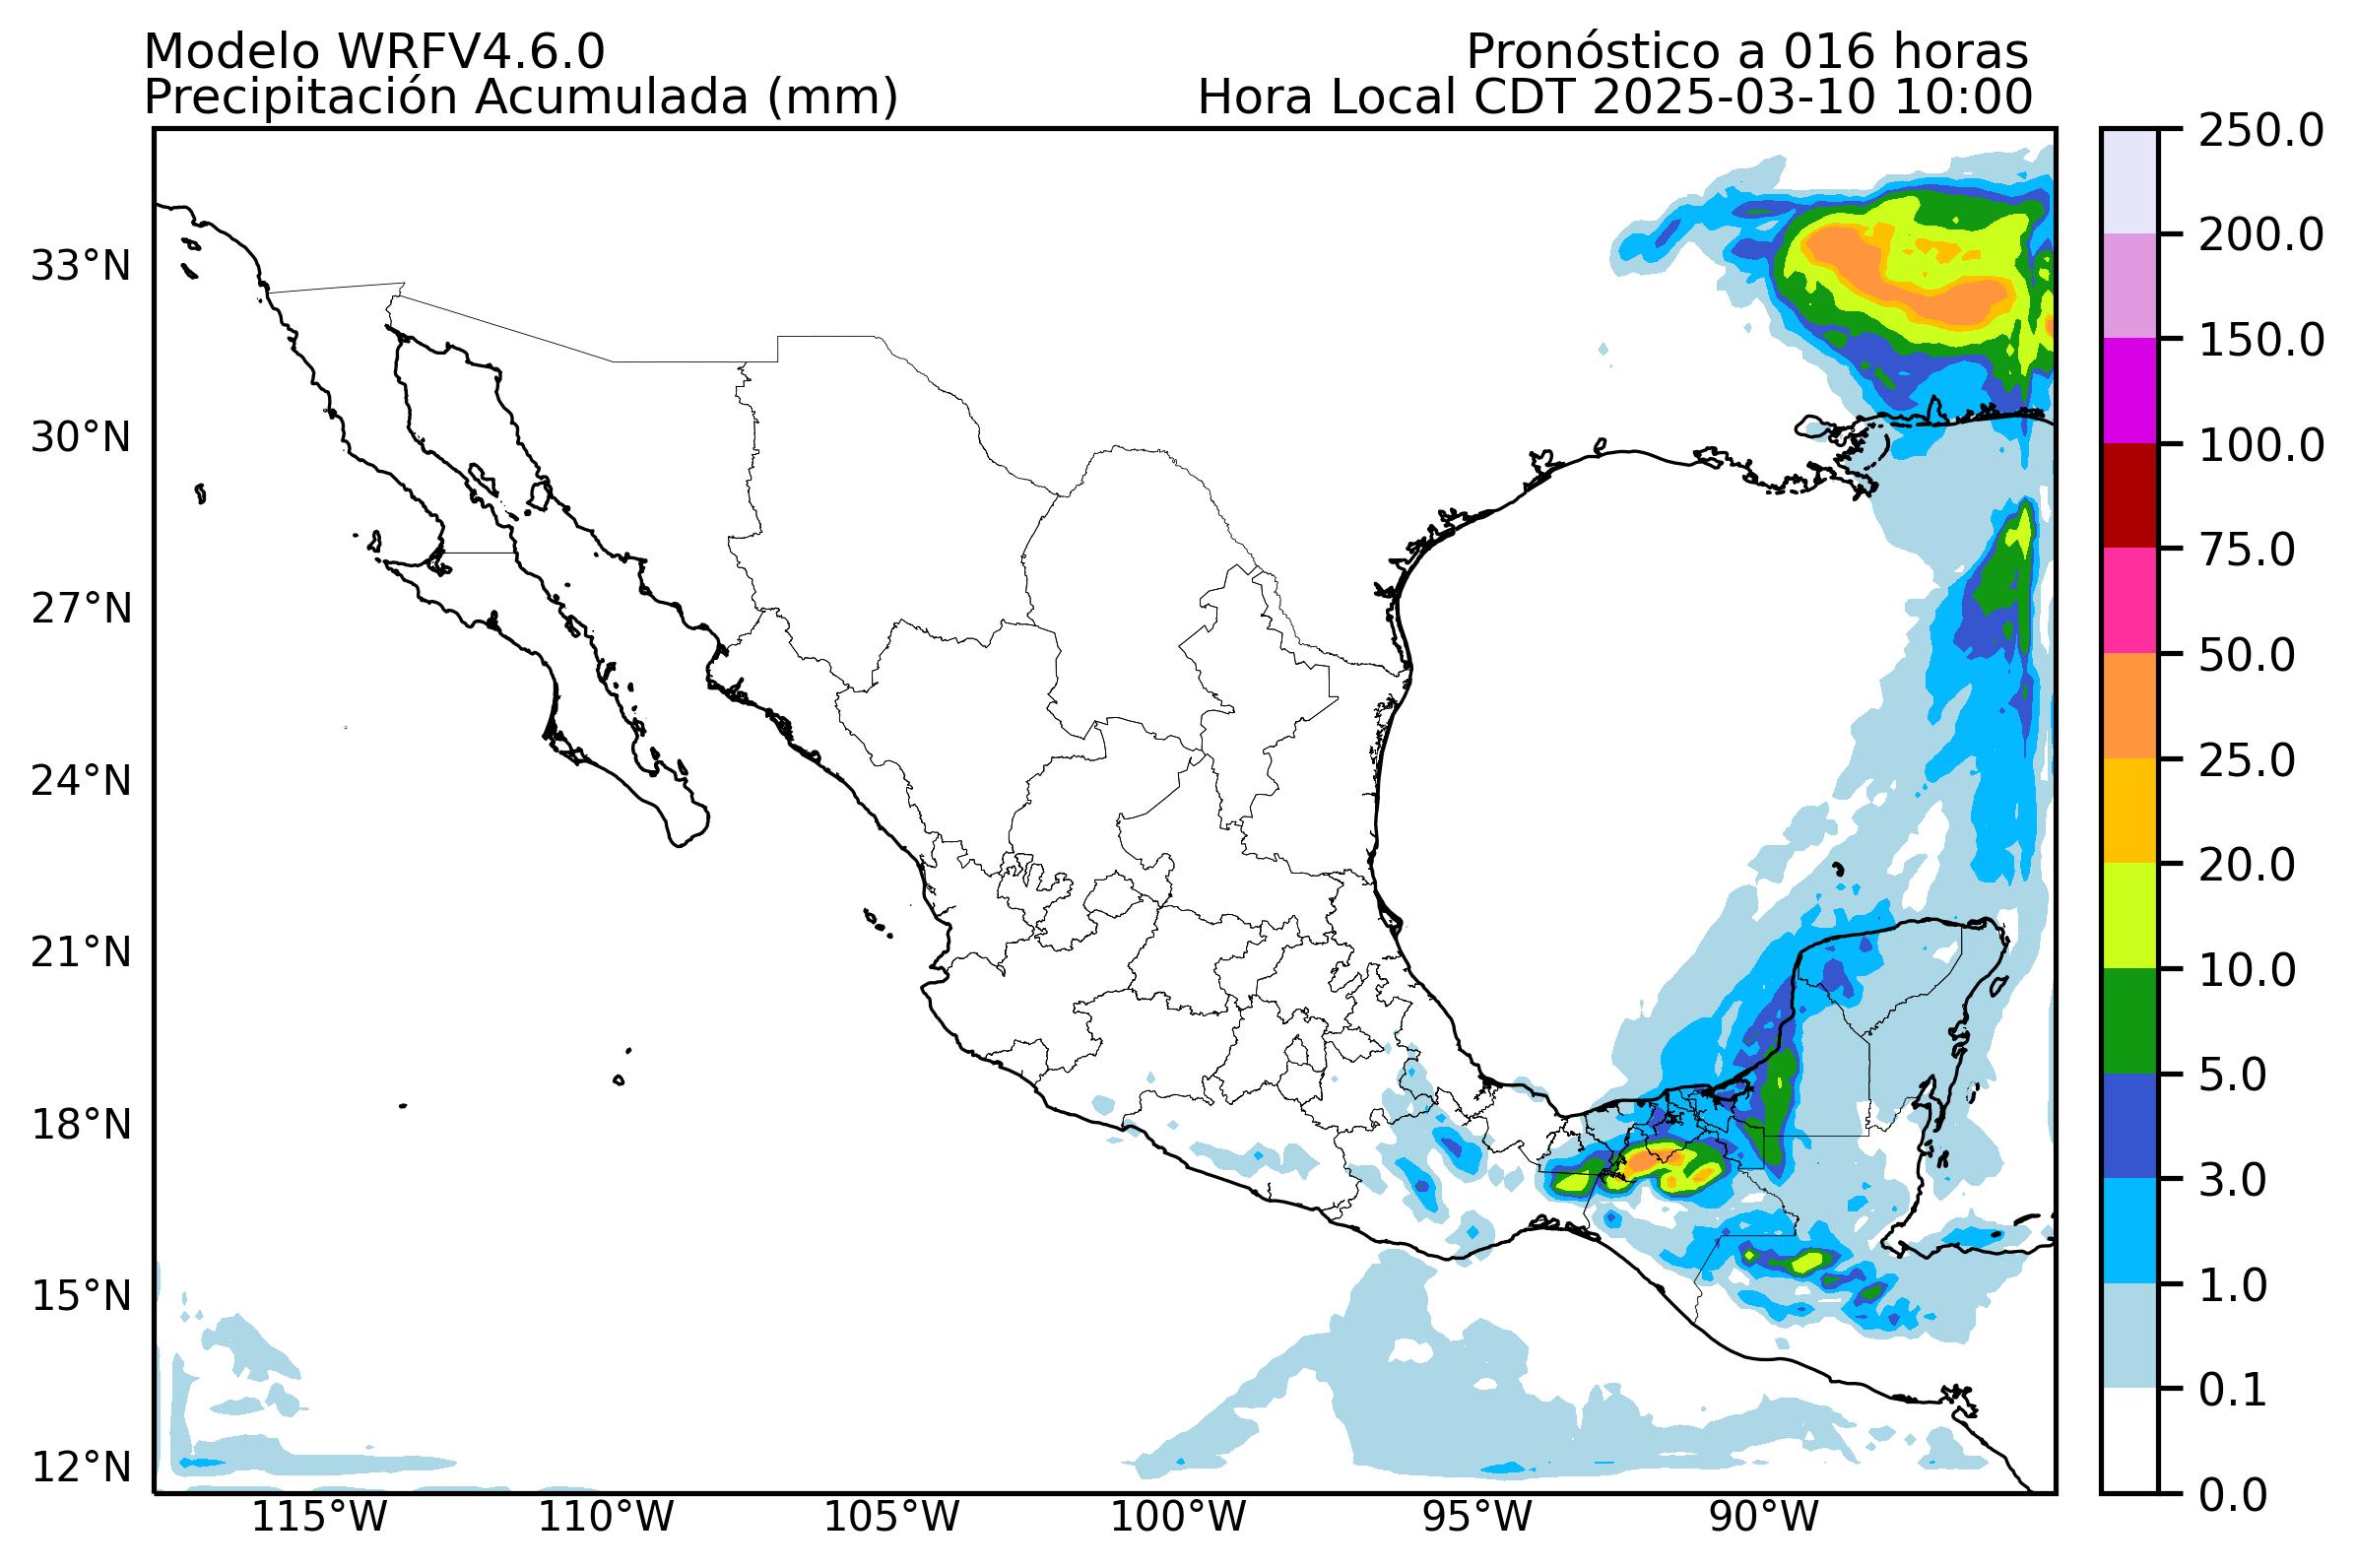 Modelo WRFV4.6.0
Pronóstico a 016 horas
Precipitación Acumulada (mm)
Hora Local CDT 2025-03-10 10:00
33°N
30°N
27°N
24°N
21°N
18°N
15°N
12°N
115°W
110°W
105°W
100°W
95°W
90°W
250.0
200.0
150.0
100.0
75.0
50.0
25.0
20.0
10.0
5.0
3.0
1.0
0.1
0.0